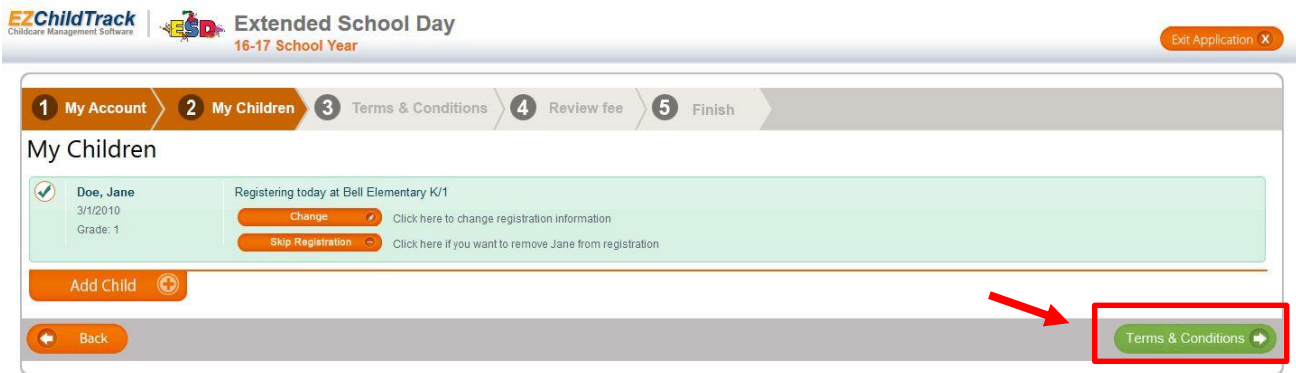 EZChildTrack
Childcare Management Software
ESD
Extended School Day
16-17 School Year
Exit Application X
1 My Account 2 My Children 3 Terms & Conditions 4 Review fee 5 Finish
My Children
Doe, Jane
3/1/2010
Grade: 1
Registering today at Bell Elementary K/1
Change Click here to change registration information
Skip Registration Click here if you want to remove Jane from registration
Add Child
Back
Terms & Conditions